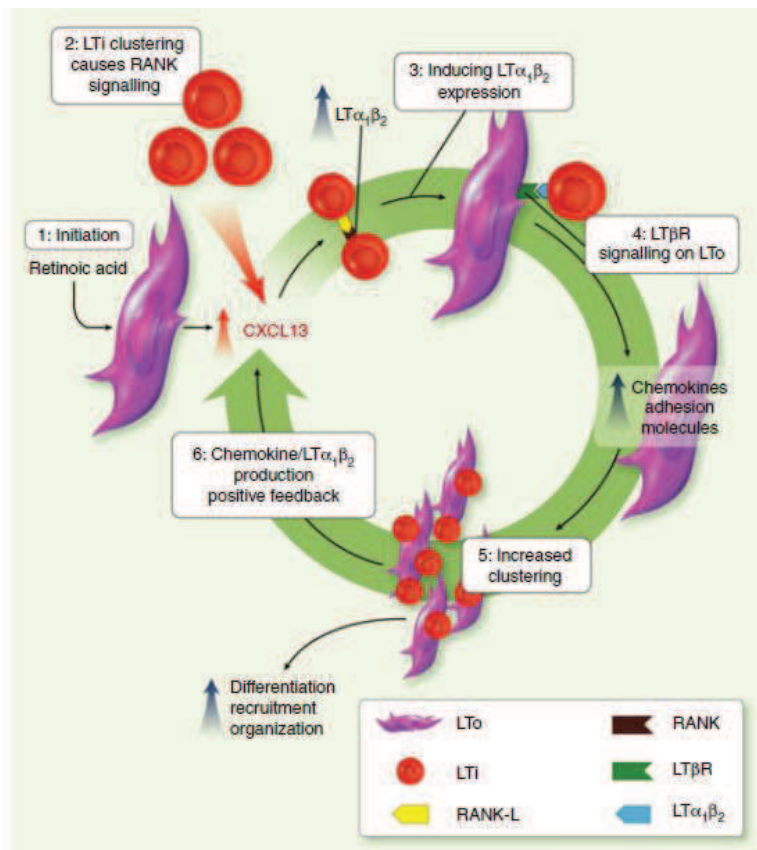 2: LTi clustering
causes RANK
signalling
LTα₁β₂
3: Inducing LTα₁β₂
expression
1: Initiation
Retinoic acid
CXCL13
4: LTβR
signalling on LTo
Chemokines
adhesion
molecules
6: Chemokine/LTα₁β₂
production
positive feedback
5: Increased
clustering
Differentiation
recruitment
organization
LTo
RANK
LTi
LTβR
RANK-L
LTα₁β₂